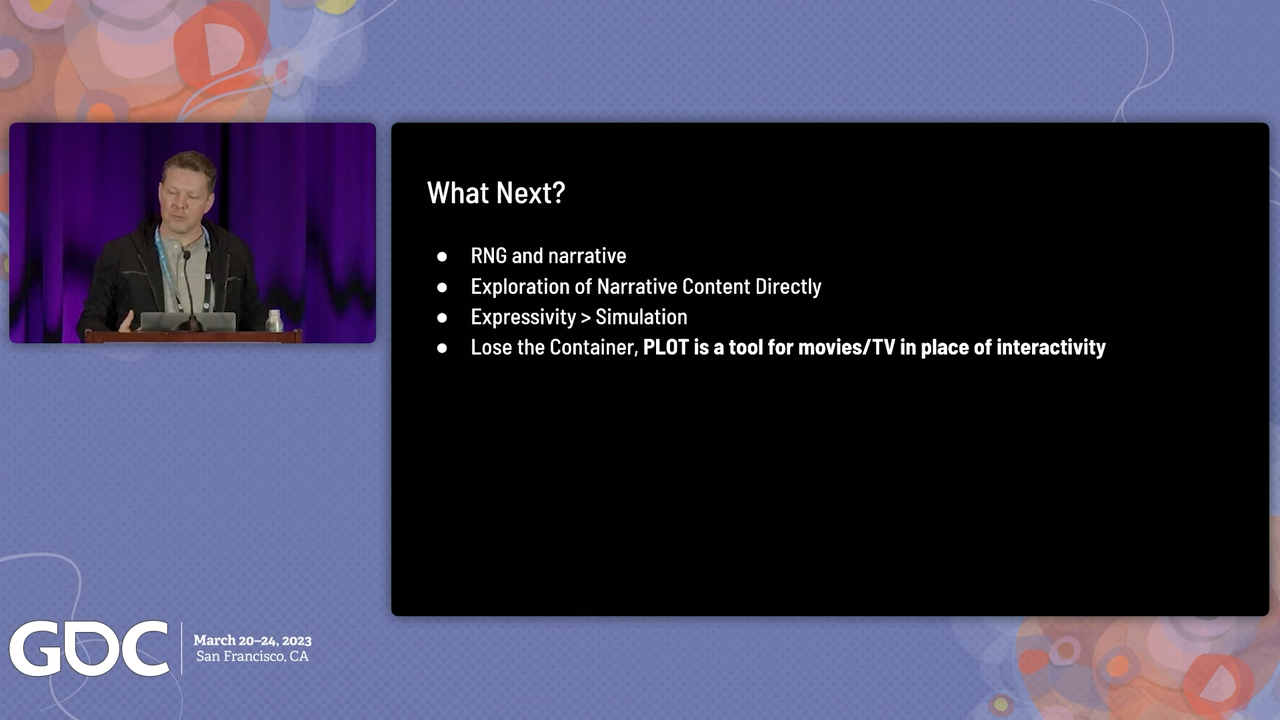 What Next?
● RNG and narrative
● Exploration of Narrative Content Directly
● Expressivity > Simulation
● Lose the Container, PLOT is a tool for movies/TV in place of interactivity
GDC
March 20–24, 2023
San Francisco, CA